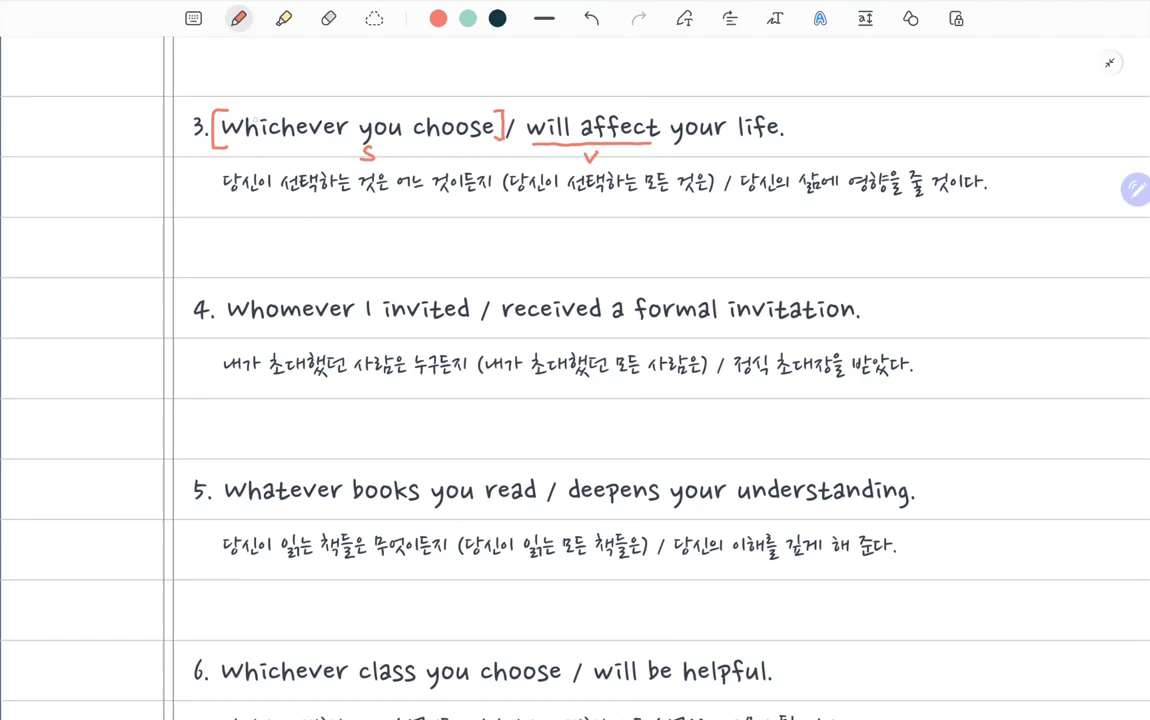 3. [Whichever you choose] / will affect your life.
S V
당신이 선택하는 것은 어느 것이든지 (당신이 선택하는 모든 것은) / 당신의 삶에 영향을 줄 것이다.
4. Whomever I invited / received a formal invitation.
내가 초대했던 사람은 누구든지 (내가 초대했던 모든 사람은) / 정식 초대장을 받았다.
5. Whatever books you read / deepens your understanding.
당신이 읽는 책들은 무엇이든지 (당신이 읽는 모든 책들은) / 당신의 이해를 깊게 해 준다.
6. Whichever class you choose / will be helpful.